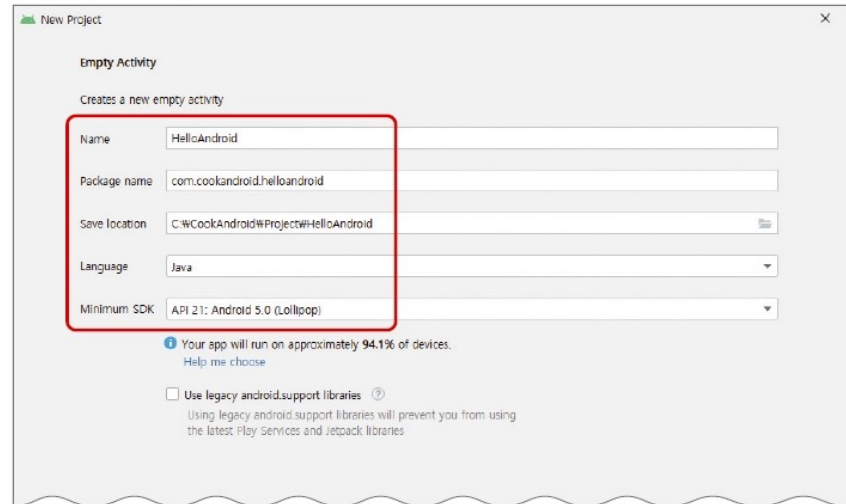 New Project
Empty Activity
Creates a new empty activity
Name HelloAndroid
Package name com.cookandroid.helloandroid
Save location C:₩CookAndroid₩Project₩HelloAndroid
Language Java
Minimum SDK API 21: Android 5.0 (Lollipop)
Your app will run on approximately 94.1% of devices.
Help me choose
Use legacy android.support libraries ?
Using legacy android.support libraries will prevent you from using
the latest Play Services and Jetpack libraries